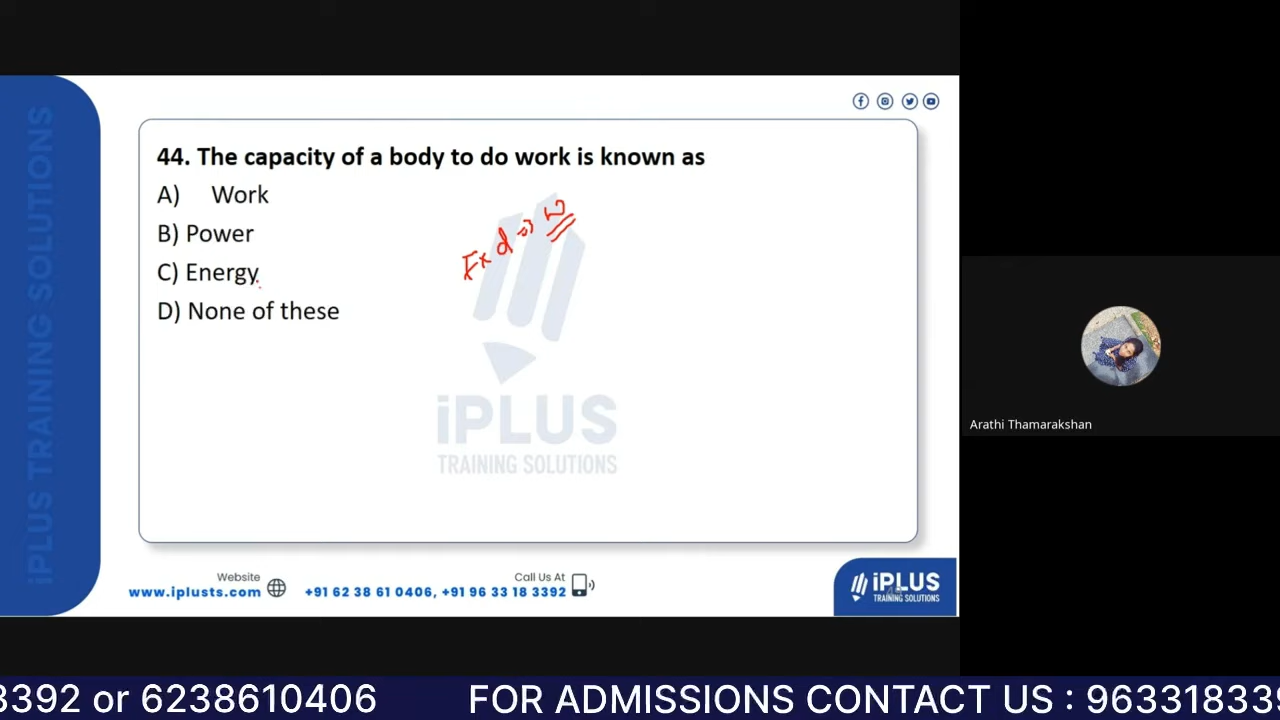 44. The capacity of a body to do work is known as
A) Work
B) Power
C) Energy
D) None of these
F x d => W
iPLUS
TRAINING SOLUTIONS
iPLUS TRAINING SOLUTIONS
Website
www.iplusts.com
Call Us At
+91 62 38 61 0406, +91 96 33 18 3392
iPLUS
TRAINING SOLUTIONS
Arathi Thamarakshan
3392 or 6238610406 FOR ADMISSIONS CONTACT US : 963318339